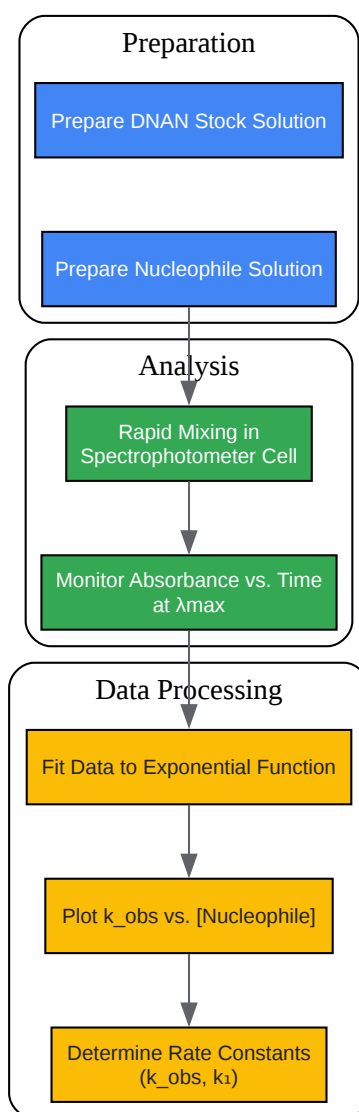 Preparation
Prepare DNAN Stock Solution
Prepare Nucleophile Solution
Analysis
Rapid Mixing in
Spectrophotometer Cell
Monitor Absorbance vs. Time
at λmax
Data Processing
Fit Data to Exponential Function
Plot k_obs vs. [Nucleophile]
Determine Rate Constants
(k_obs, k₁)